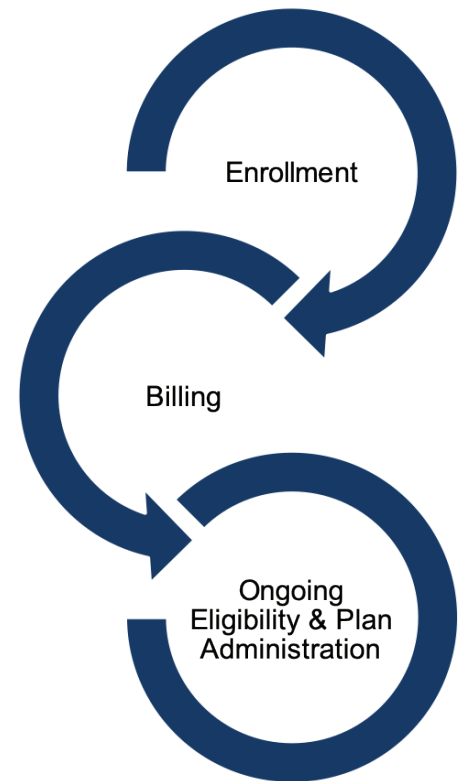 Enrollment
Billing
Ongoing
Eligibility & Plan
Administration